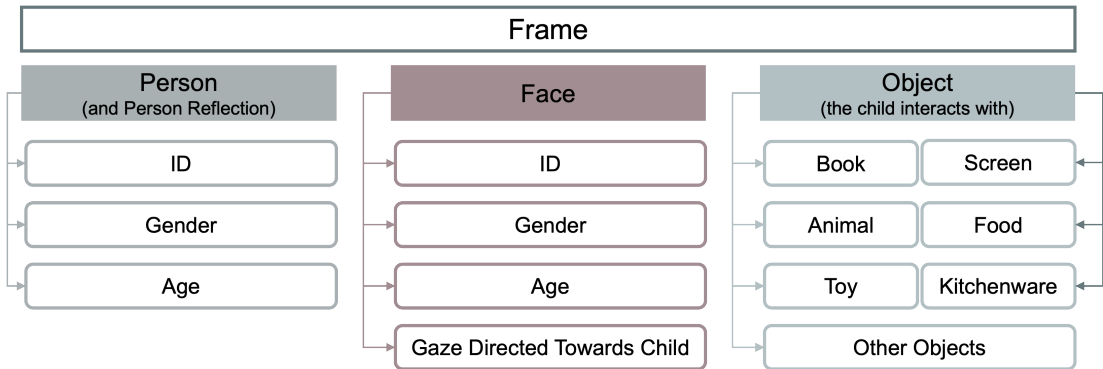 Frame
Person
(and Person Reflection)
ID
Gender
Age
Face
ID
Gender
Age
Gaze Directed Towards Child
Object
(the child interacts with)
Book
Screen
Animal
Food
Toy
Kitchenware
Other Objects